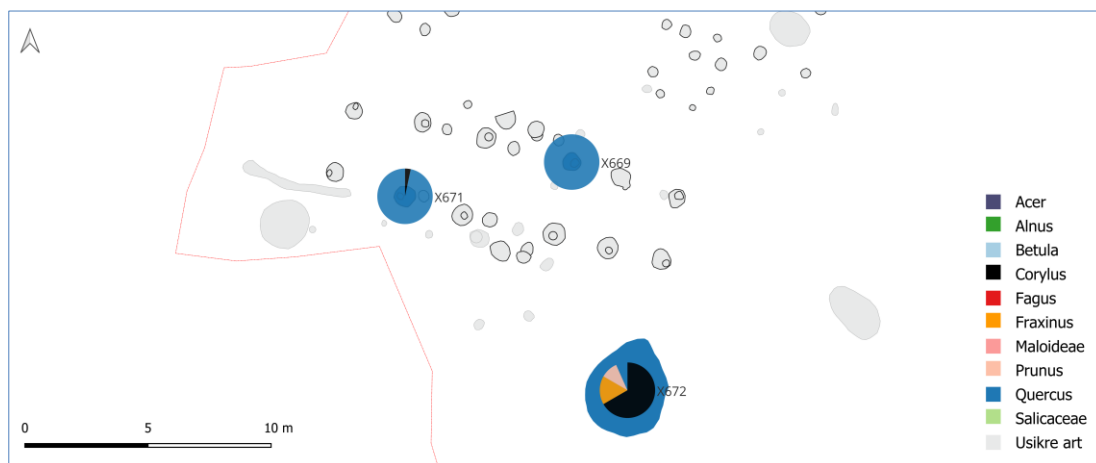 X669
X671
X672
Acer
Alnus
Betula
Corylus
Fagus
Fraxinus
Maloideae
Prunus
Quercus
Salicaceae
Usikre art
0 5 10 m